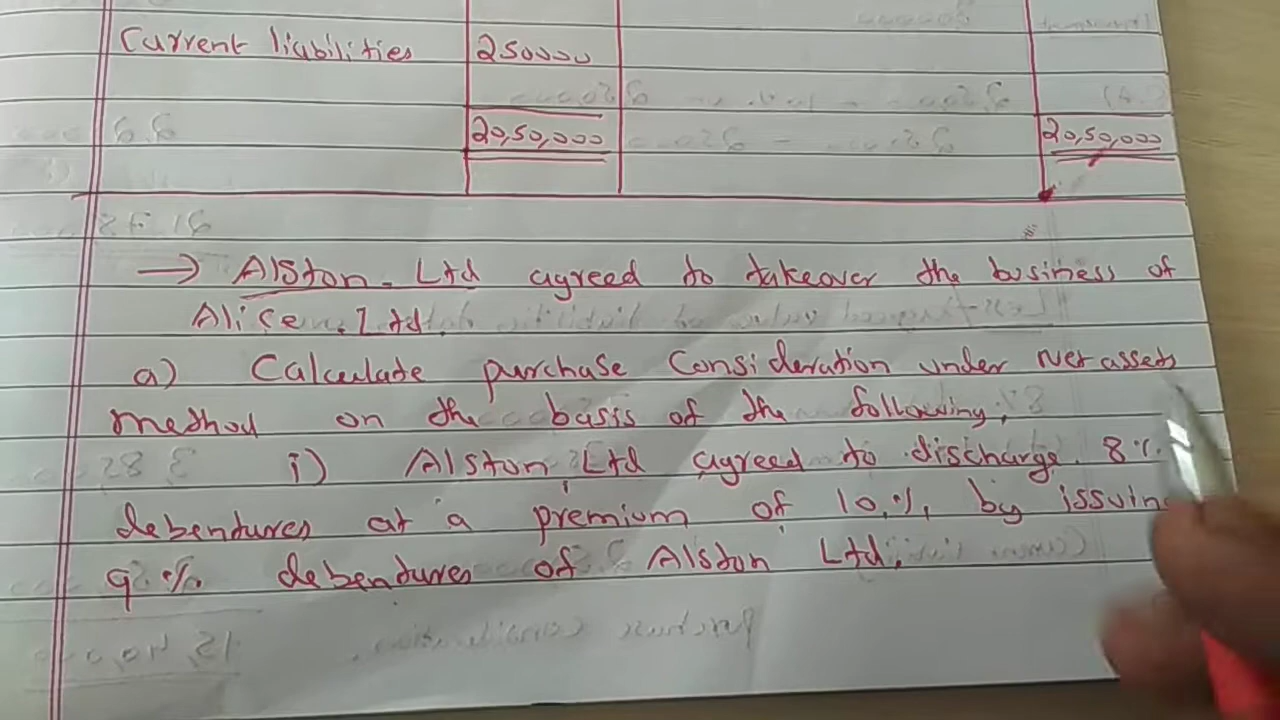 Current liabilities 250000
20,50,000 20,50,000
→ Alston Ltd agreed to takeover the business of
Alice Ltd.
a) Calculate purchase Consideration under Net assets
method on the basis of the following,
i) Alston Ltd agreed to discharge 8%
debentures at a premium of 10%, by issuing
9% debentures of Alston Ltd.